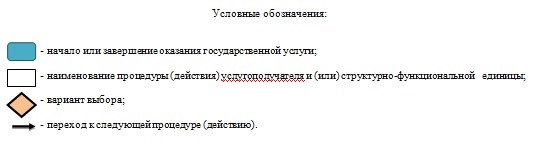 Условные обозначения:
- начало или завершение оказания государственной услуги;
- наименование процедуры (действия) услугополучателя и (или) структурно-функциональной единицы;
- вариант выбора;
- переход к следующей процедуре (действию).